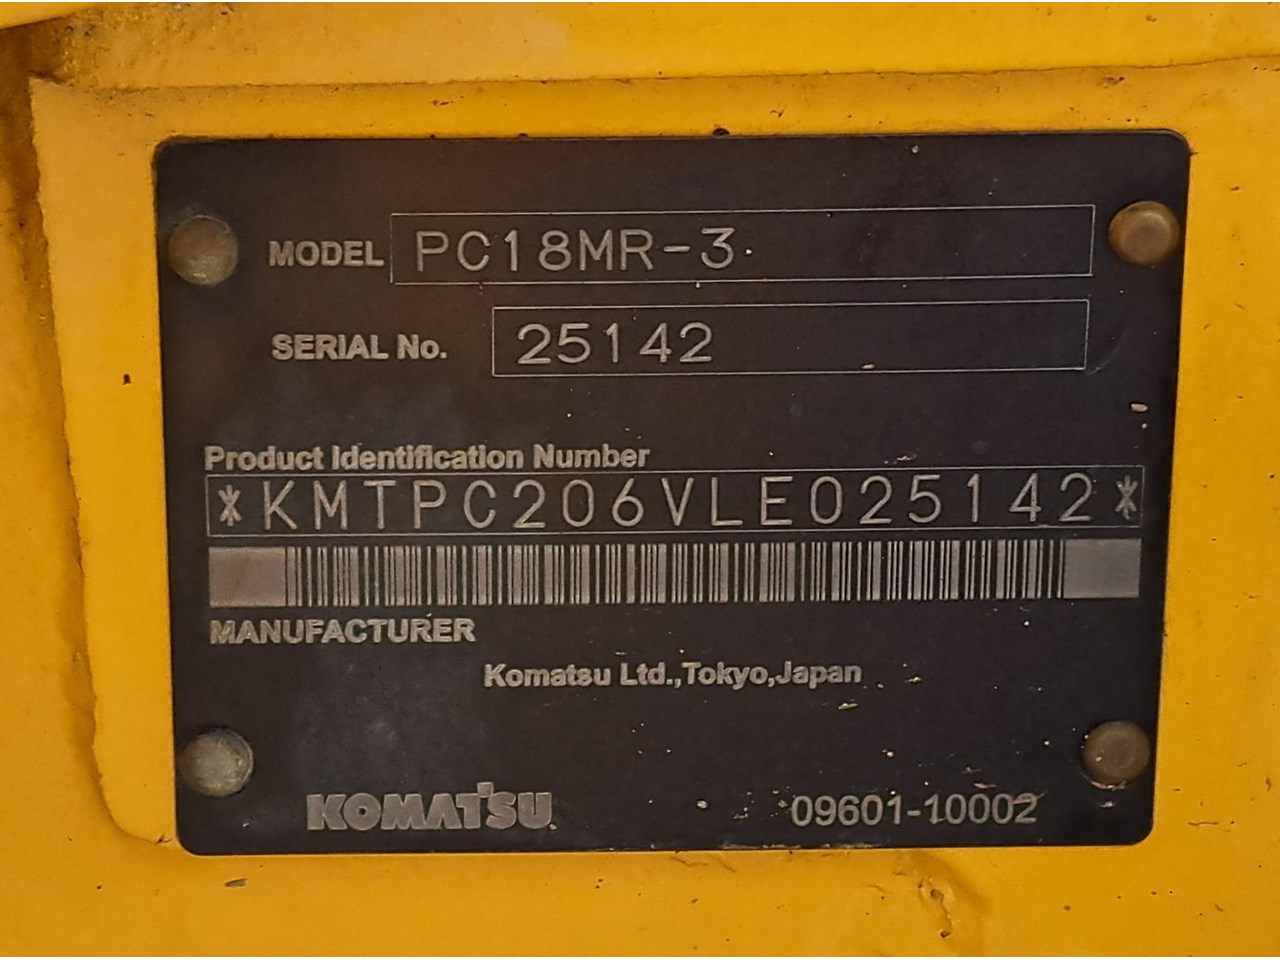 MODEL PC18MR-3
SERIAL No. 25142
Product Identification Number
*KMTPC206VLE025142*
MANUFACTURER
Komatsu Ltd.,Tokyo,Japan
KOMATSU 09601-10002